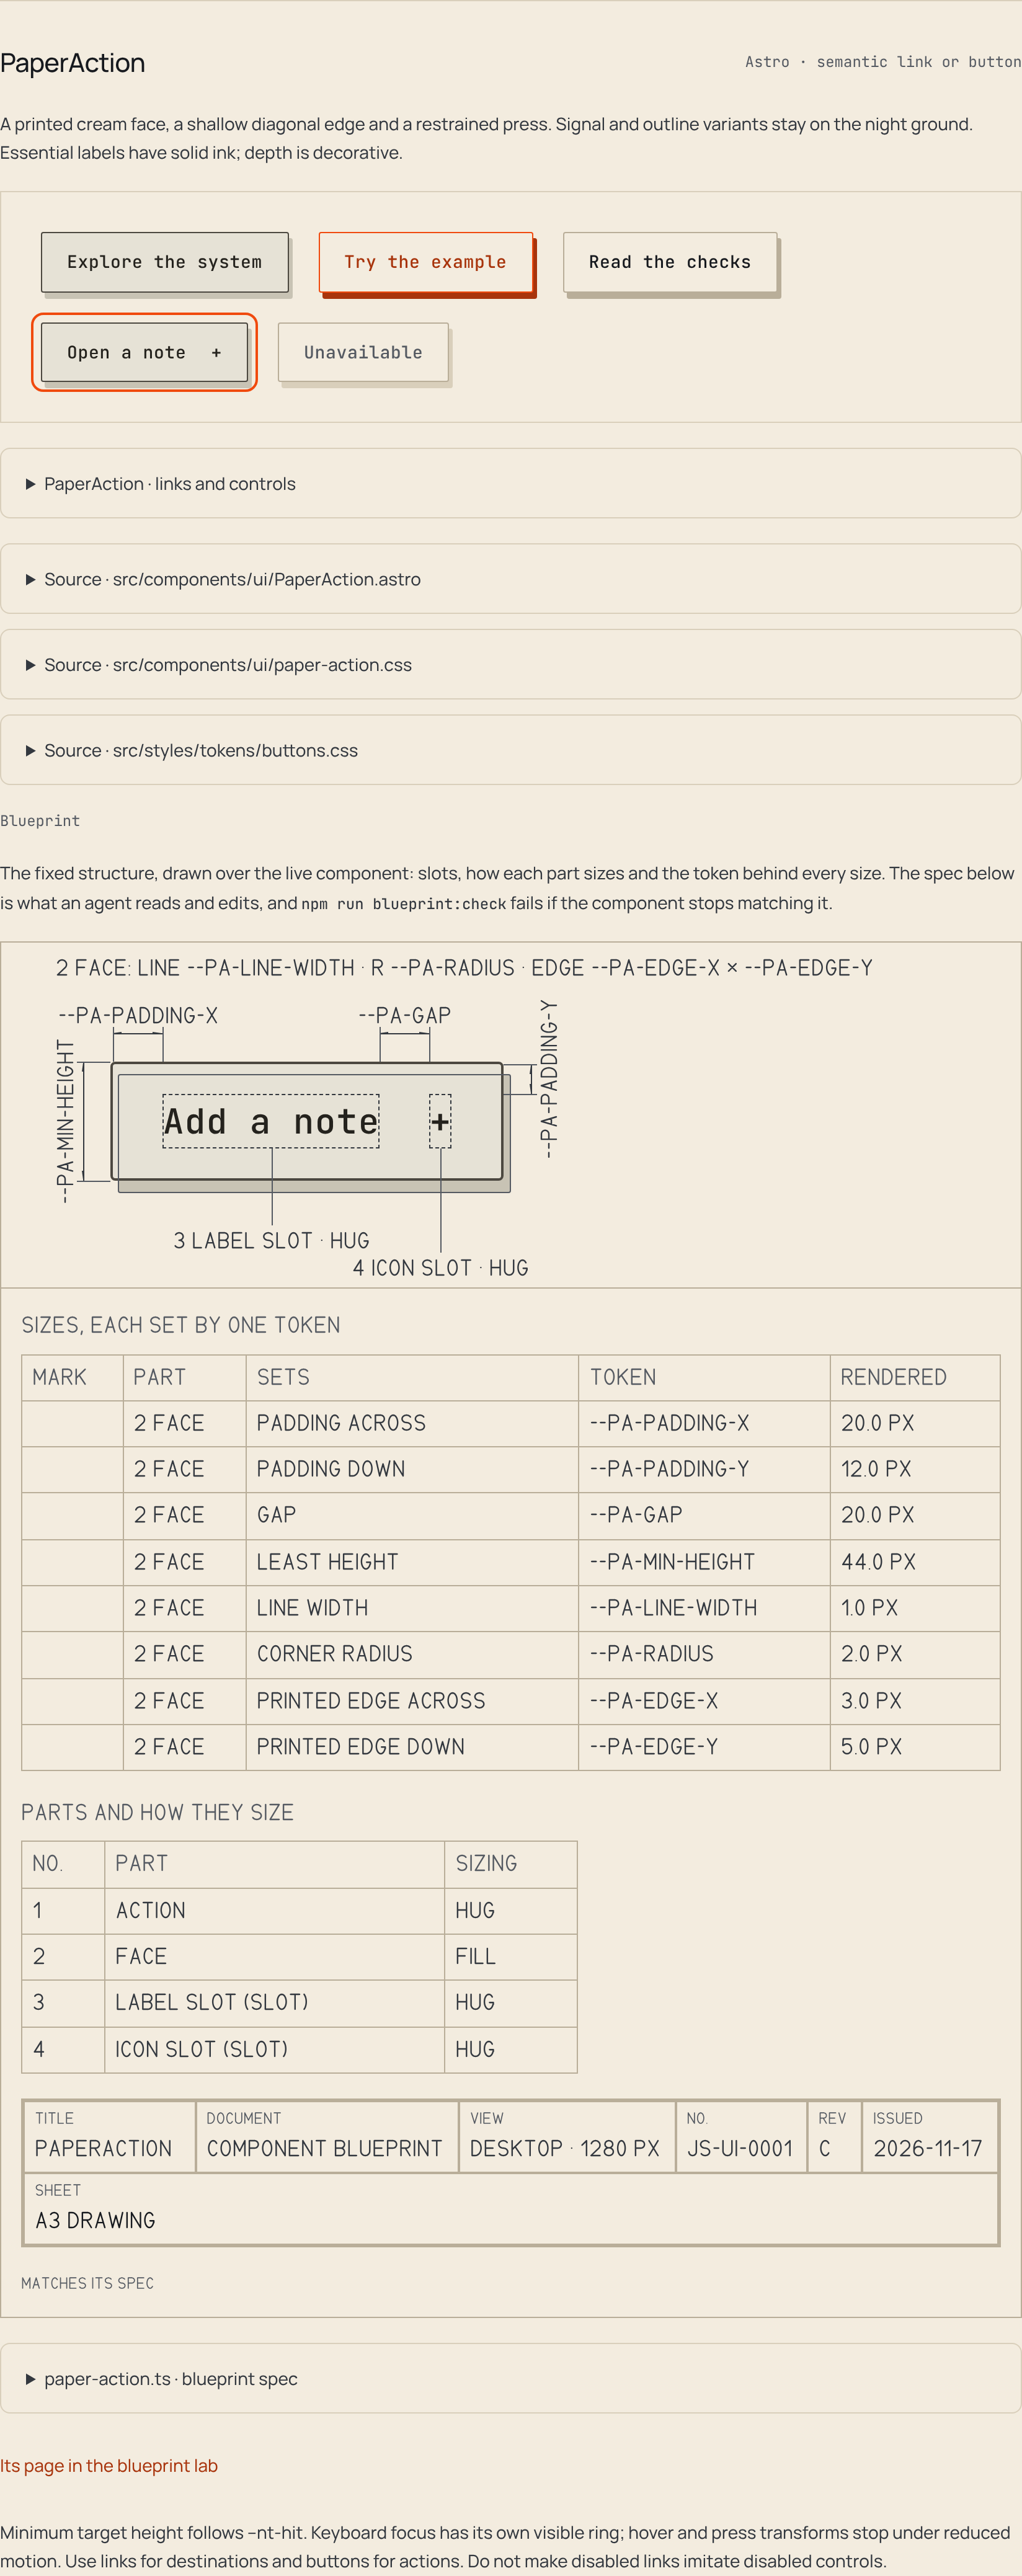 PaperAction
Astro · semantic link or button
A printed cream face, a shallow diagonal edge and a restrained press. Signal and outline variants stay on the night ground.
Essential labels have solid ink; depth is decorative.
Explore the system
Try the example
Read the checks
Open a note +
Unavailable
▶ PaperAction · links and controls
▶ Source · src/components/ui/PaperAction.astro
▶ Source · src/components/ui/paper-action.css
▶ Source · src/styles/tokens/buttons.css
Blueprint
The fixed structure, drawn over the live component: slots, how each part sizes and the token behind every size. The spec below
is what an agent reads and edits, and npm run blueprint:check fails if the component stops matching it.
2 FACE: LINE --PA-LINE-WIDTH · R --PA-RADIUS · EDGE --PA-EDGE-X × --PA-EDGE-Y
--PA-PADDING-X
--PA-GAP
--PA-PADDING-Y
--PA-MIN-HEIGHT
Add a note +
3 LABEL SLOT · HUG
4 ICON SLOT · HUG
SIZES, EACH SET BY ONE TOKEN
MARK PART SETS TOKEN RENDERED
2 FACE PADDING ACROSS --PA-PADDING-X 20.0 PX
2 FACE PADDING DOWN --PA-PADDING-Y 12.0 PX
2 FACE GAP --PA-GAP 20.0 PX
2 FACE LEAST HEIGHT --PA-MIN-HEIGHT 44.0 PX
2 FACE LINE WIDTH --PA-LINE-WIDTH 1.0 PX
2 FACE CORNER RADIUS --PA-RADIUS 2.0 PX
2 FACE PRINTED EDGE ACROSS --PA-EDGE-X 3.0 PX
2 FACE PRINTED EDGE DOWN --PA-EDGE-Y 5.0 PX
PARTS AND HOW THEY SIZE
NO. PART SIZING
1 ACTION HUG
2 FACE FILL
3 LABEL SLOT (SLOT) HUG
4 ICON SLOT (SLOT) HUG
TITLE DOCUMENT VIEW NO. REV ISSUED
PAPERACTION COMPONENT BLUEPRINT DESKTOP · 1280 PX JS-UI-0001 C 2026-11-17
SHEET
A3 DRAWING
MATCHES ITS SPEC
▶ paper-action.ts · blueprint spec
Its page in the blueprint lab
Minimum target height follows –nt-hit. Keyboard focus has its own visible ring; hover and press transforms stop under reduced
motion. Use links for destinations and buttons for actions. Do not make disabled links imitate disabled controls.